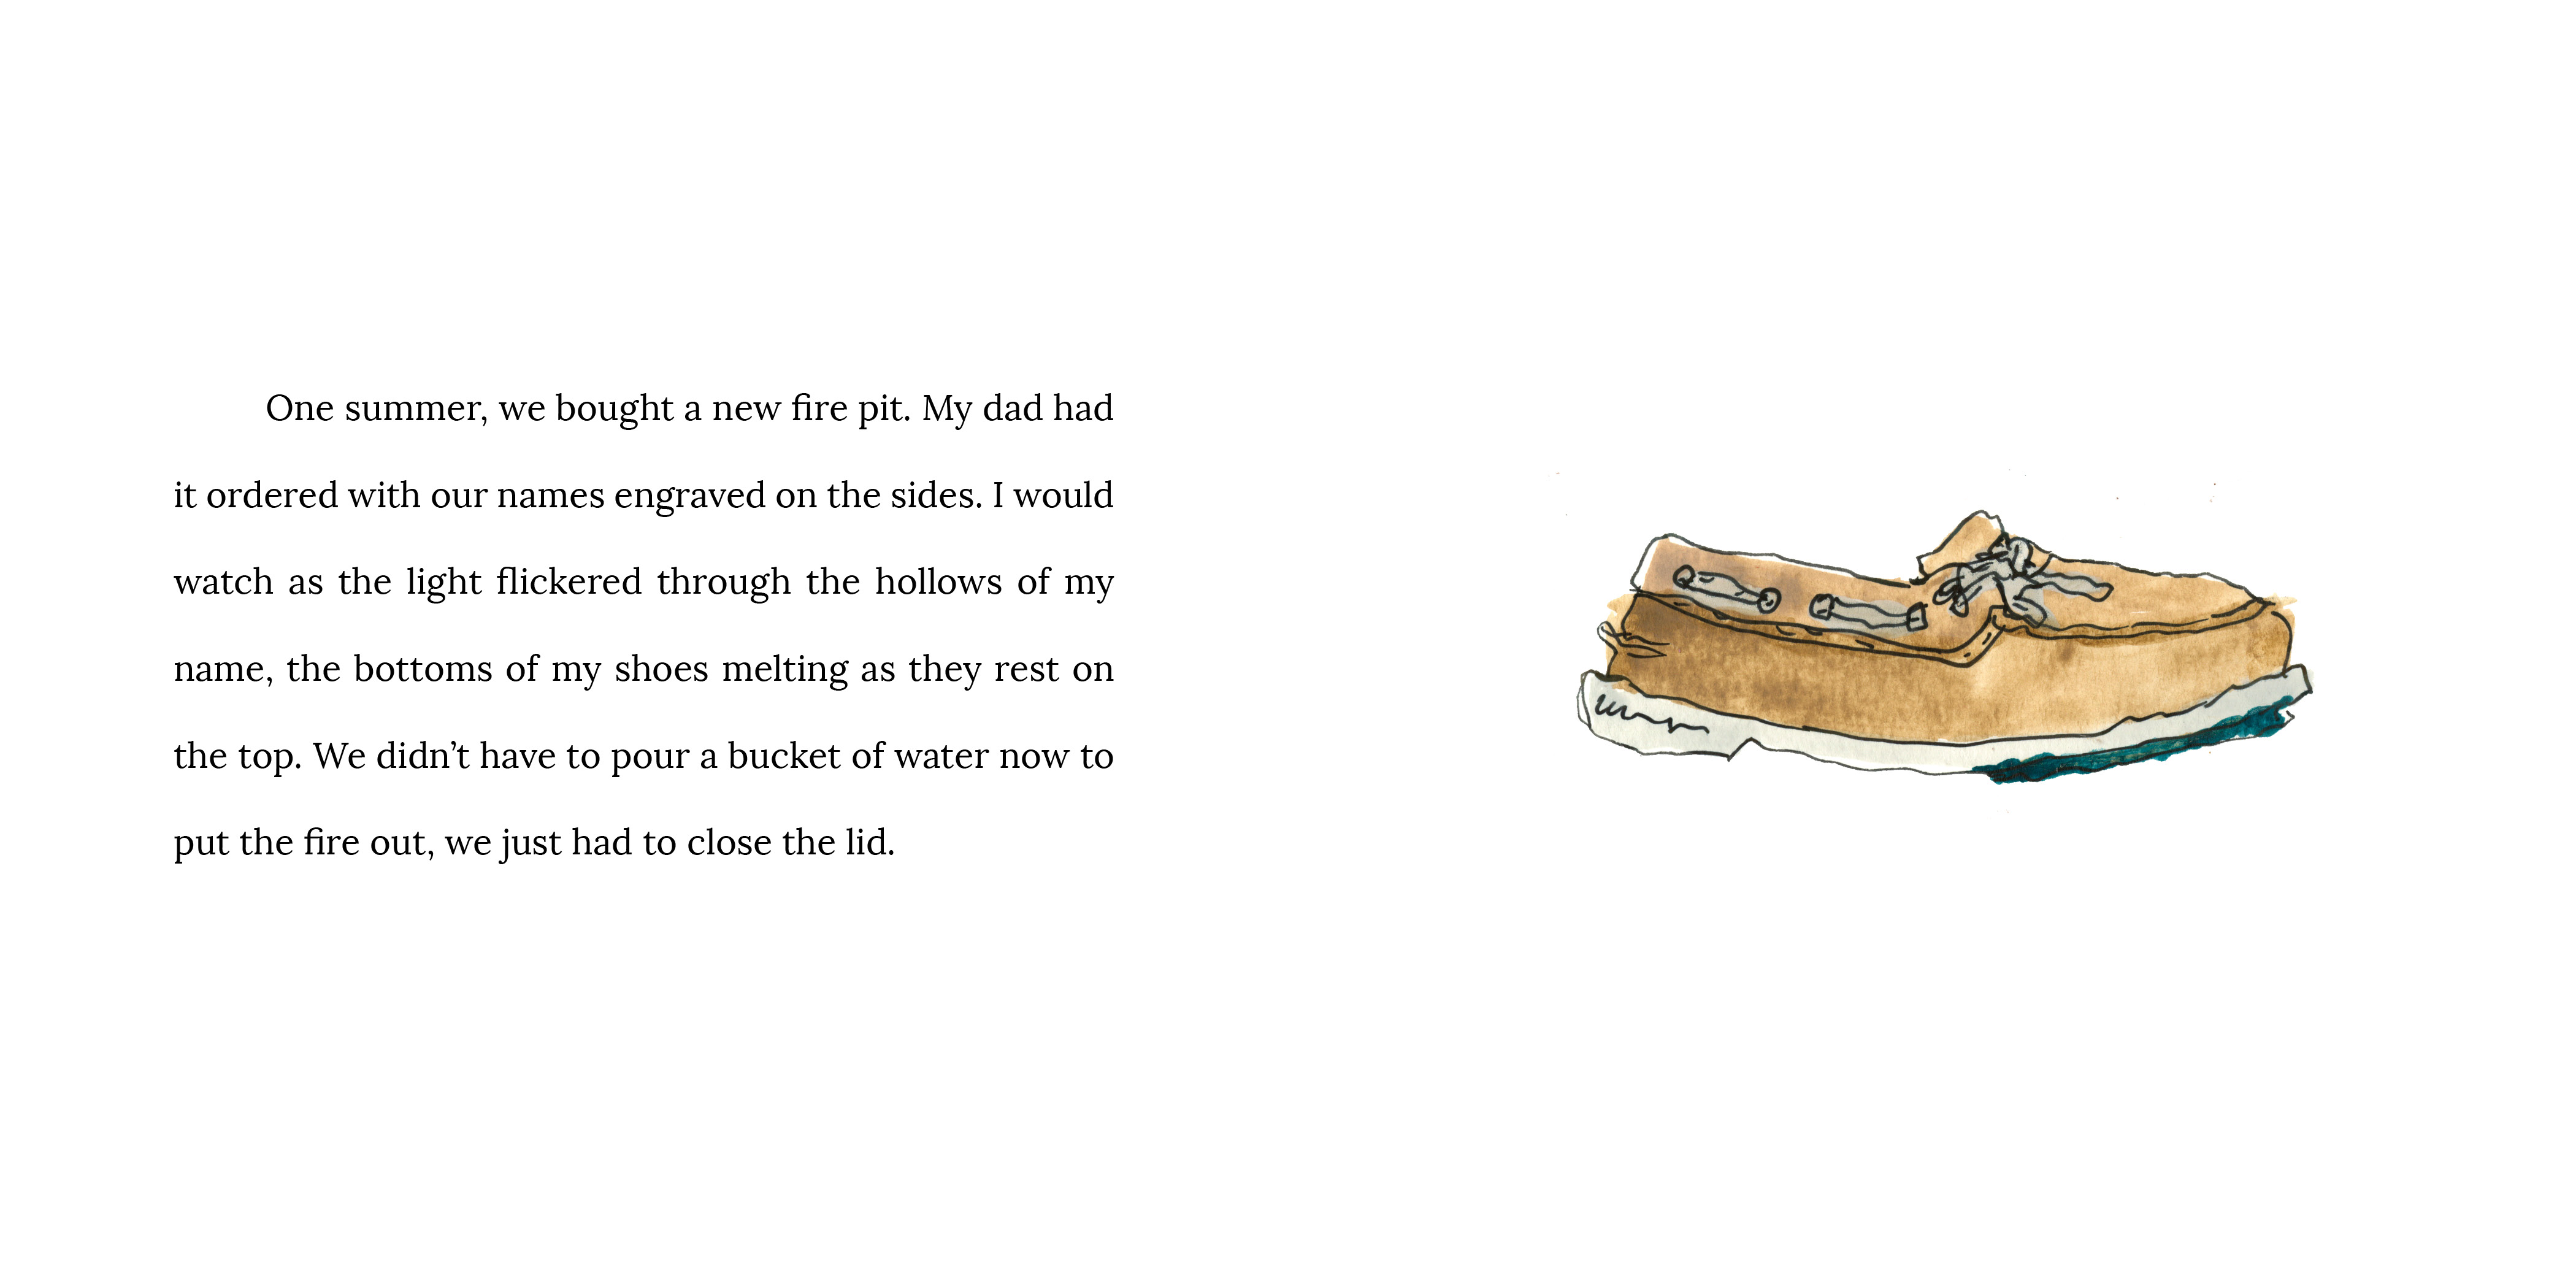 One summer, we bought a new fire pit. My dad had
it ordered with our names engraved on the sides. I would
watch as the light flickered through the hollows of my
name, the bottoms of my shoes melting as they rest on
the top. We didn’t have to pour a bucket of water now to
put the fire out, we just had to close the lid.